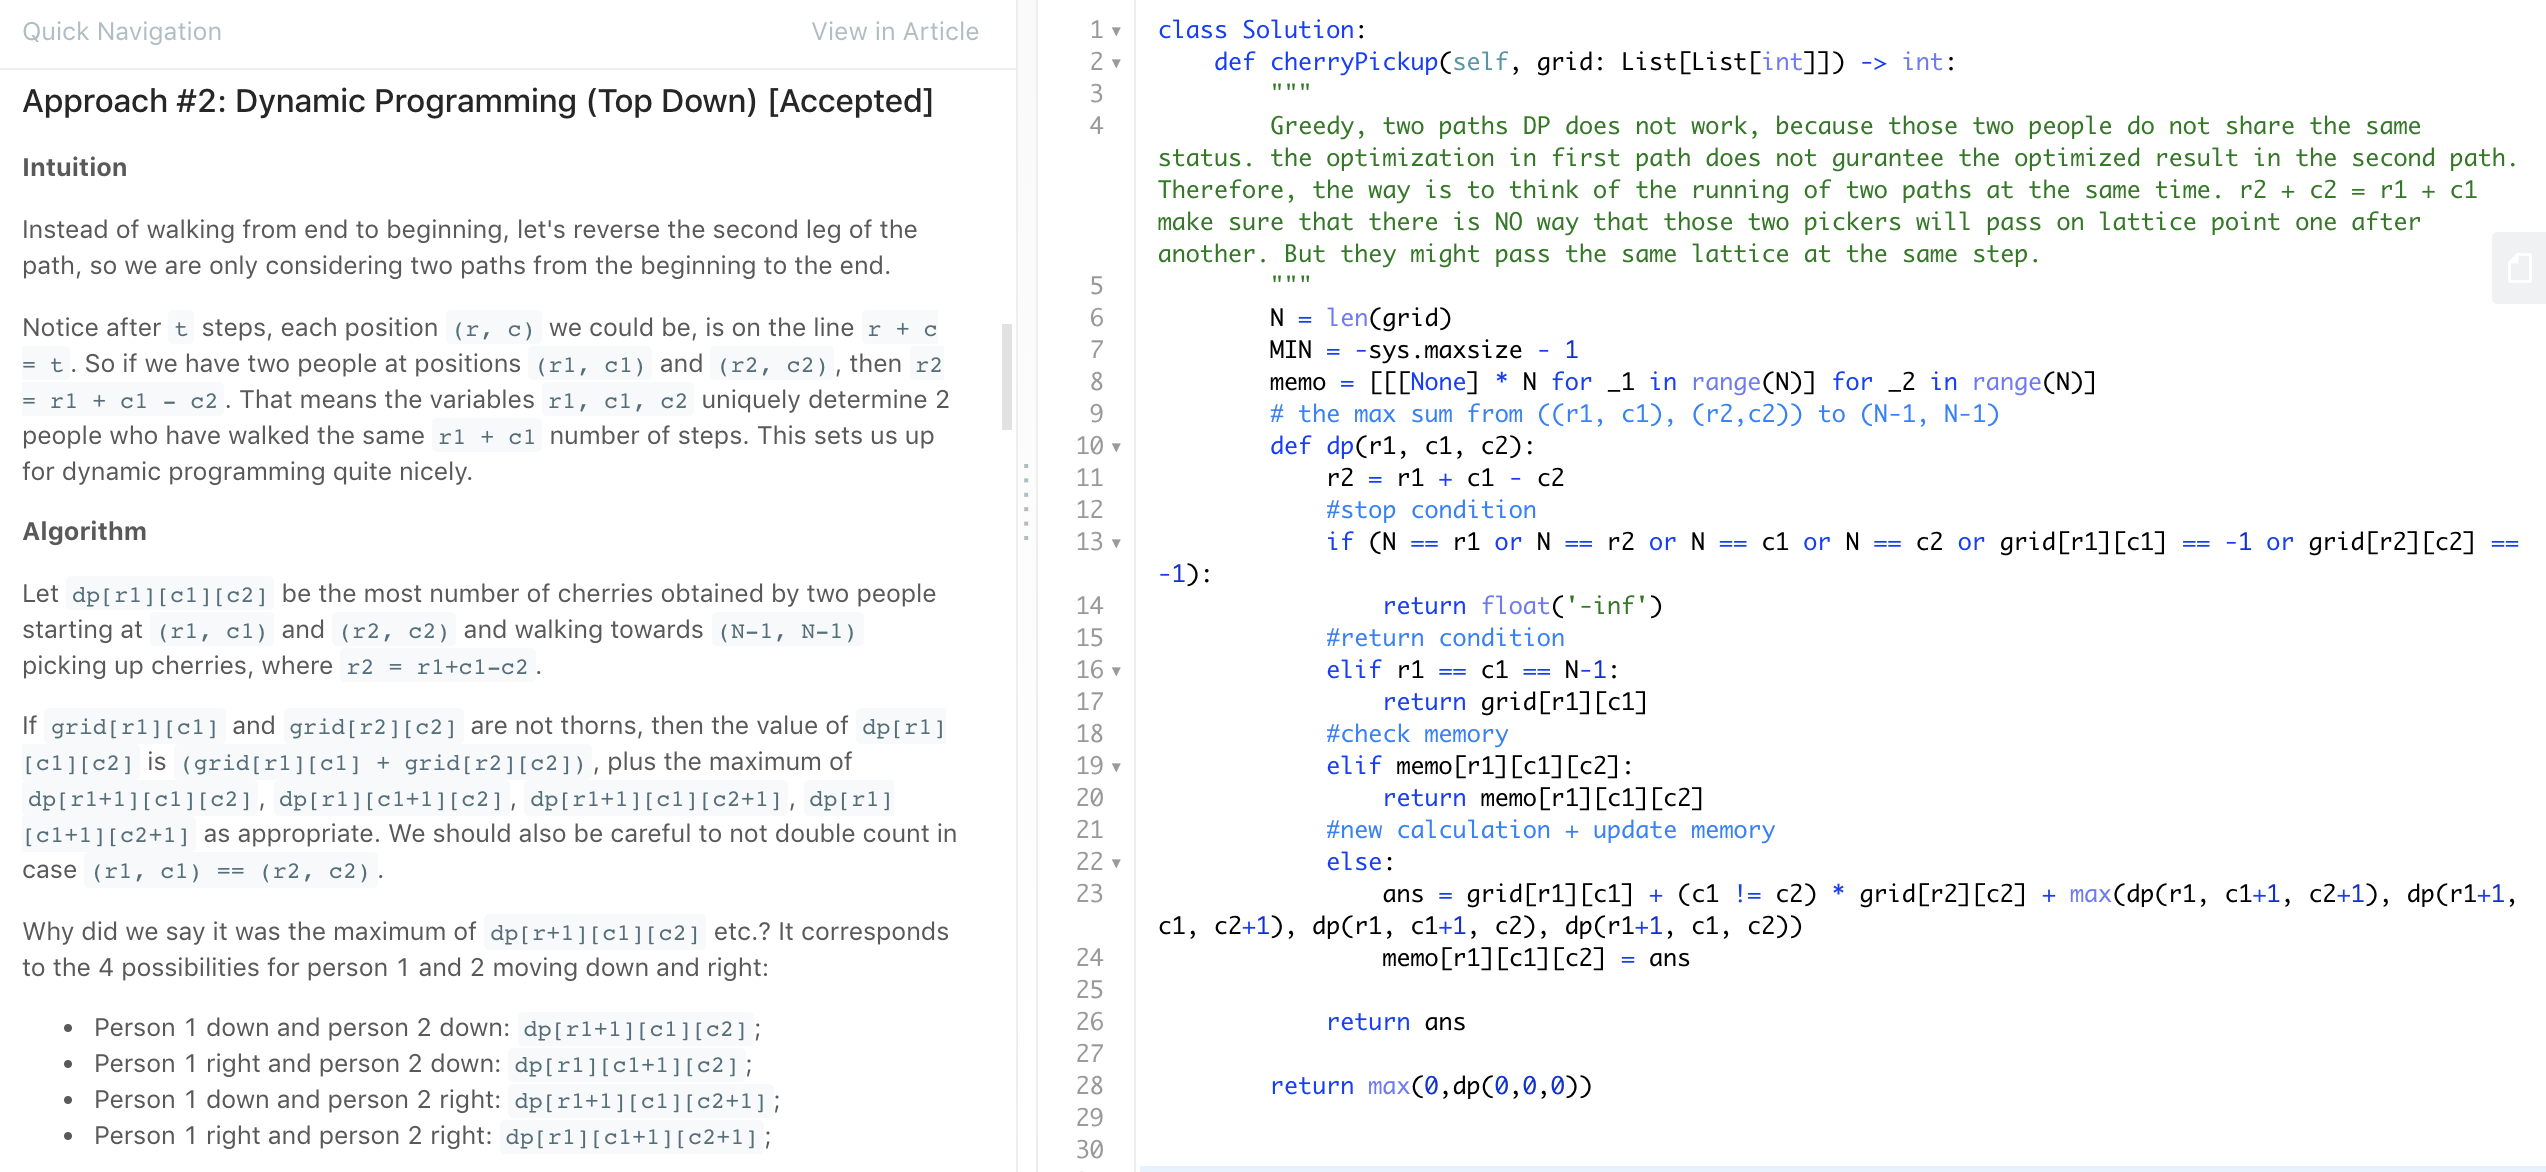 Quick Navigation
View in Article
Approach #2: Dynamic Programming (Top Down) [Accepted]
Intuition
Instead of walking from end to beginning, let's reverse the second leg of the
path, so we are only considering two paths from the beginning to the end.
Notice after t steps, each position (r, c) we could be, is on the line r + c
= t. So if we have two people at positions (r1, c1) and (r2, c2), then r2
= r1 + c1 - c2. That means the variables r1, c1, c2 uniquely determine 2
people who have walked the same r1 + c1 number of steps. This sets us up
for dynamic programming quite nicely.
Algorithm
Let dp[r1][c1][c2] be the most number of cherries obtained by two people
starting at (r1, c1) and (r2, c2) and walking towards (N-1, N-1)
picking up cherries, where r2 = r1+c1-c2.
If grid[r1][c1] and grid[r2][c2] are not thorns, then the value of dp[r1]
[c1][c2] is (grid[r1][c1] + grid[r2][c2]), plus the maximum of
dp[r1+1][c1][c2], dp[r1][c1+1][c2], dp[r1+1][c1][c2+1], dp[r1]
[c1+1][c2+1] as appropriate. We should also be careful to not double count in
case (r1, c1) == (r2, c2).
Why did we say it was the maximum of dp[r+1][c1][c2] etc.? It corresponds
to the 4 possibilities for person 1 and 2 moving down and right:
• Person 1 down and person 2 down: dp[r1+1][c1][c2];
• Person 1 right and person 2 down: dp[r1][c1+1][c2];
• Person 1 down and person 2 right: dp[r1+1][c1][c2+1];
• Person 1 right and person 2 right: dp[r1][c1+1][c2+1];
1 class Solution:
2     def cherryPickup(self, grid: List[List[int]]) -> int:
3         """
4         Greedy, two paths DP does not work, because those two people do not share the same
status. the optimization in first path does not gurantee the optimized result in the second path.
Therefore, the way is to think of the running of two paths at the same time. r2 + c2 = r1 + c1
make sure that there is NO way that those two pickers will pass on lattice point one after
another. But they might pass the same lattice at the same step.
5         """
6         N = len(grid)
7         MIN = -sys.maxsize - 1
8         memo = [[[None] * N for _1 in range(N)] for _2 in range(N)]
9         # the max sum from ((r1, c1), (r2,c2)) to (N-1, N-1)
10         def dp(r1, c1, c2):
11             r2 = r1 + c1 - c2
12             #stop condition
13             if (N == r1 or N == r2 or N == c1 or N == c2 or grid[r1][c1] == -1 or grid[r2][c2] ==
-1):
14                 return float('-inf')
15             #return condition
16             elif r1 == c1 == N-1:
17                 return grid[r1][c1]
18             #check memory
19             elif memo[r1][c1][c2]:
20                 return memo[r1][c1][c2]
21             #new calculation + update memory
22             else:
23                 ans = grid[r1][c1] + (c1 != c2) * grid[r2][c2] + max(dp(r1, c1+1, c2+1), dp(r1+1,
c1, c2+1), dp(r1, c1+1, c2), dp(r1+1, c1, c2))
24                 memo[r1][c1][c2] = ans
25
26             return ans
27
28         return max(0,dp(0,0,0))
29
30